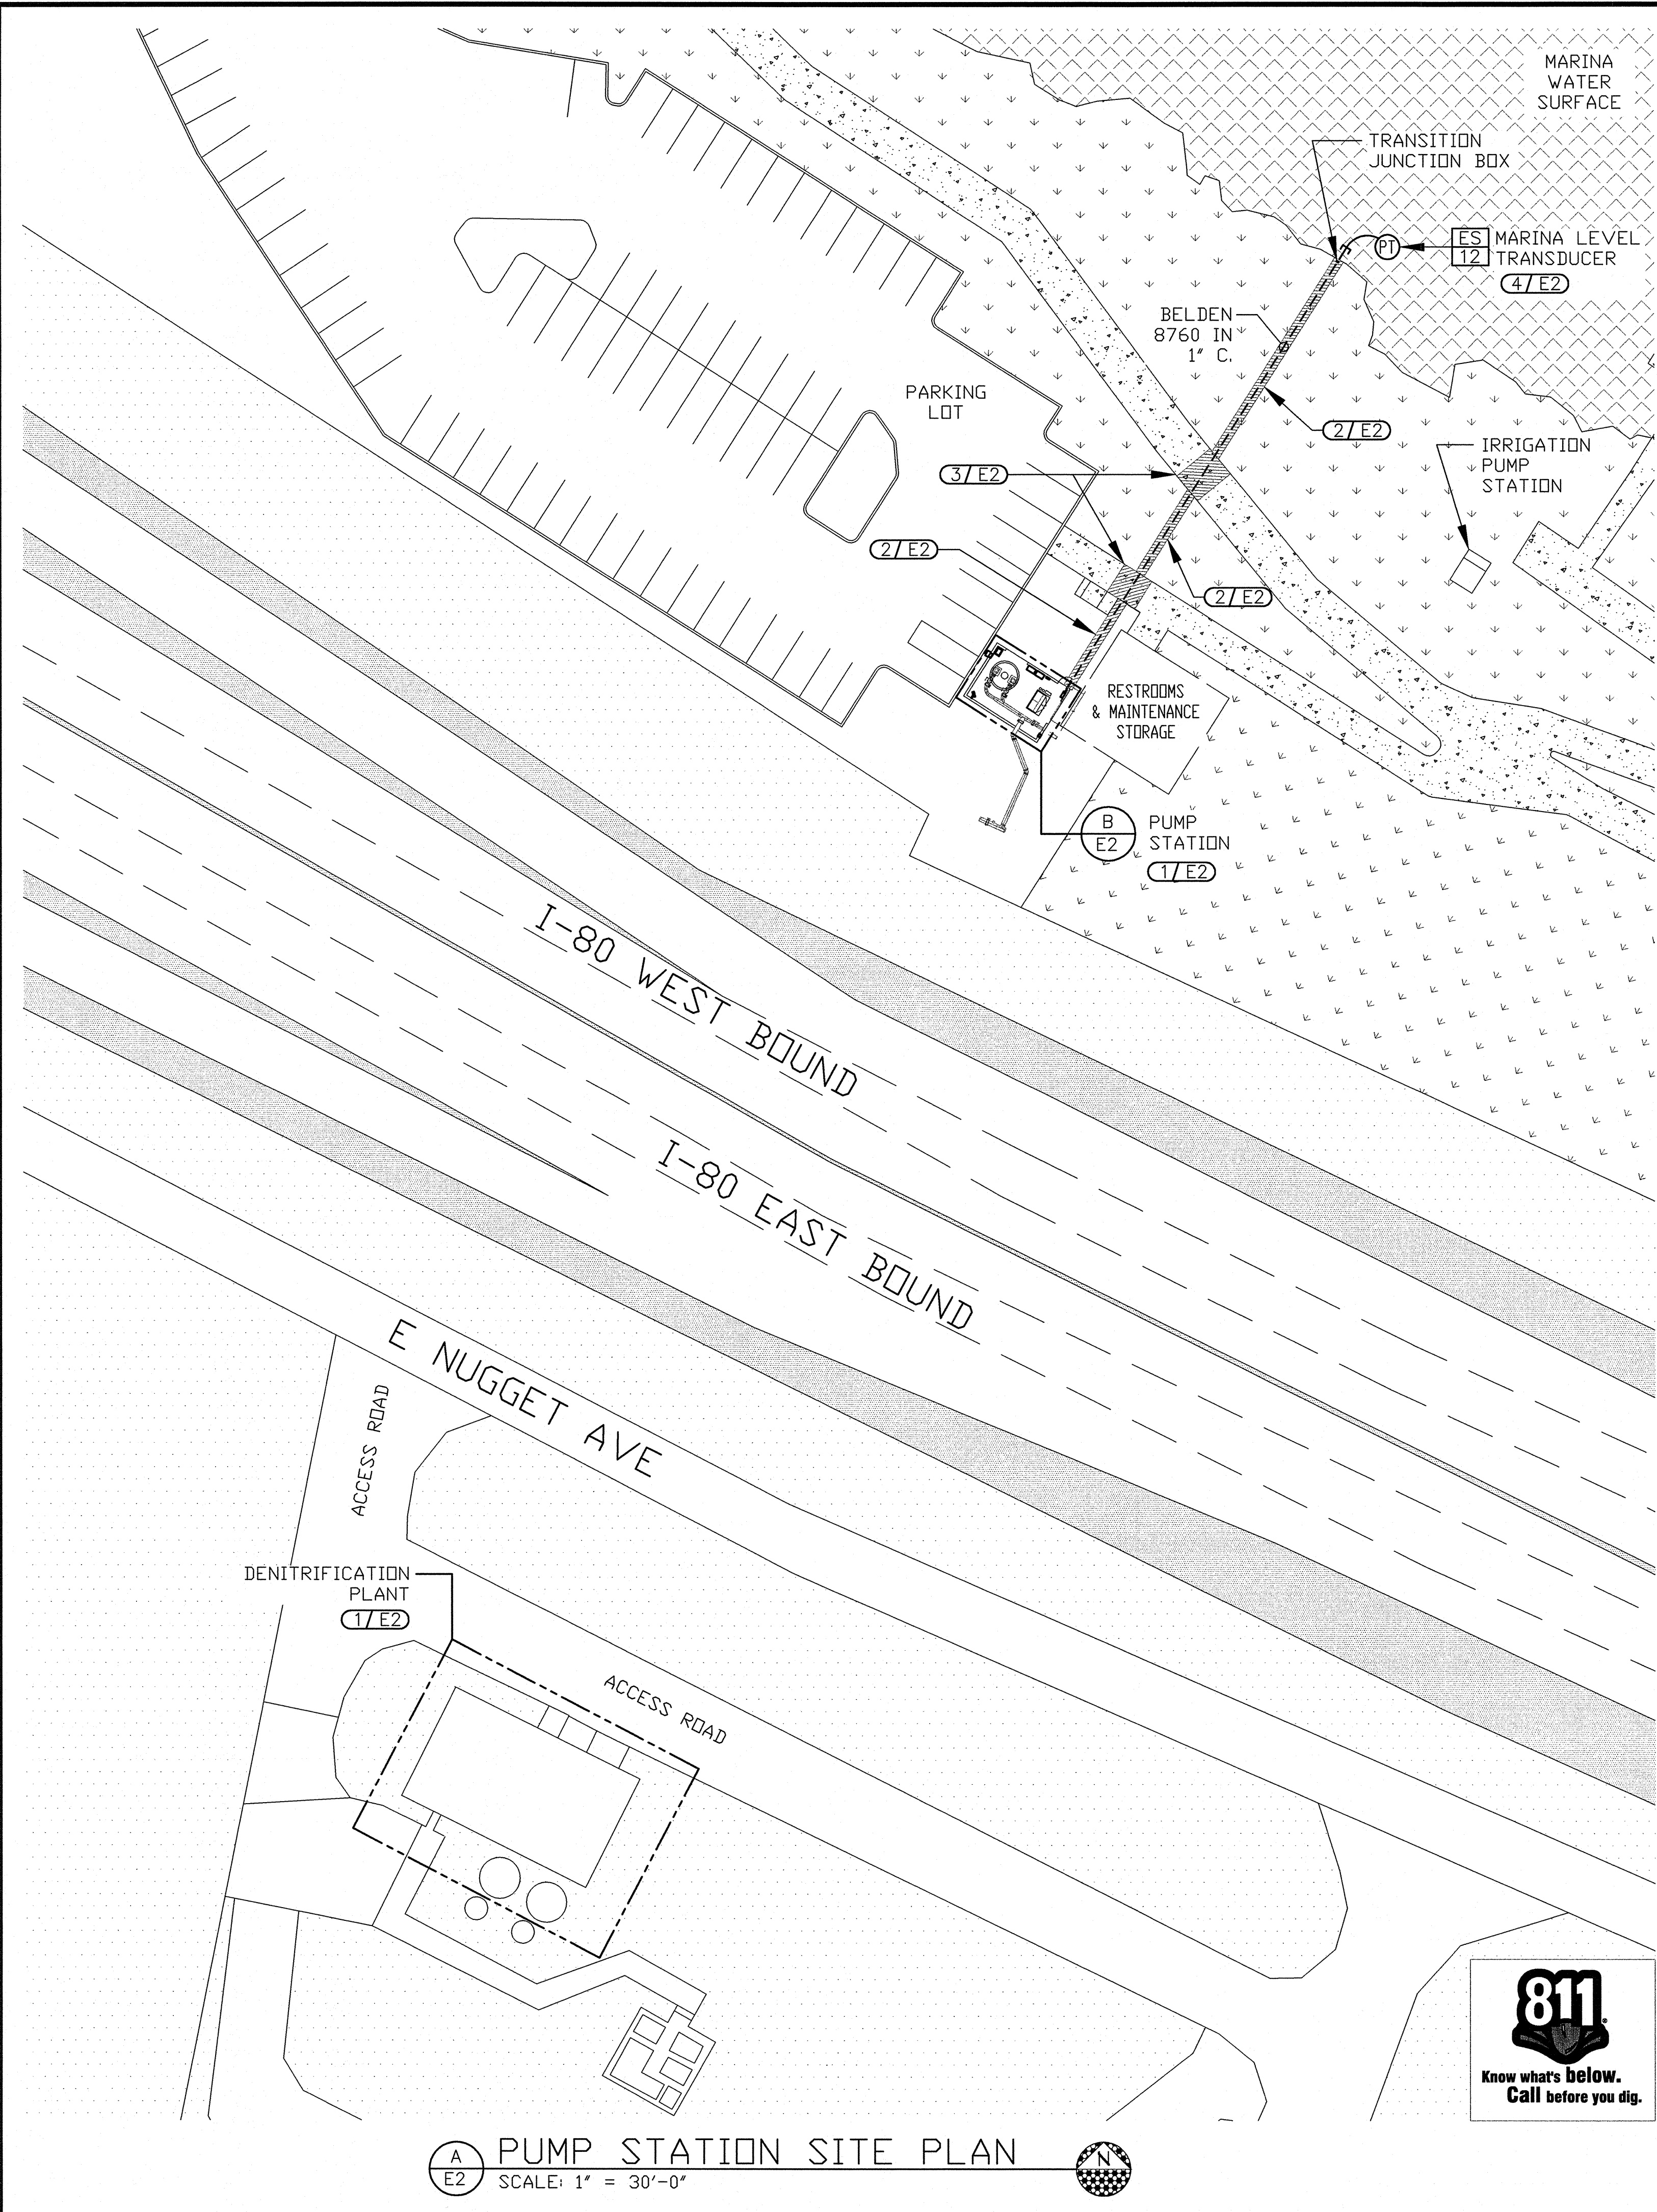 MARINA
WATER
SURFACE
TRANSITION
JUNCTION BOX
PT
ES
12
MARINA LEVEL
TRANSDUCER
4/E2
BELDEN
8760 IN
1" C.
PARKING
LOT
2/E2
3/E2
IRRIGATION
PUMP
STATION
2/E2
2/E2
RESTROOMS
& MAINTENANCE
STORAGE
B
E2
PUMP
STATION
1/E2
I-80 WEST BOUND
I-80 EAST BOUND
E NUGGET AVE
ACCESS ROAD
DENITRIFICATION
PLANT
1/E2
ACCESS ROAD
811®
Know what's below.
Call before you dig.
A
E2
PUMP STATION SITE PLAN
SCALE: 1" = 30'-0"
N